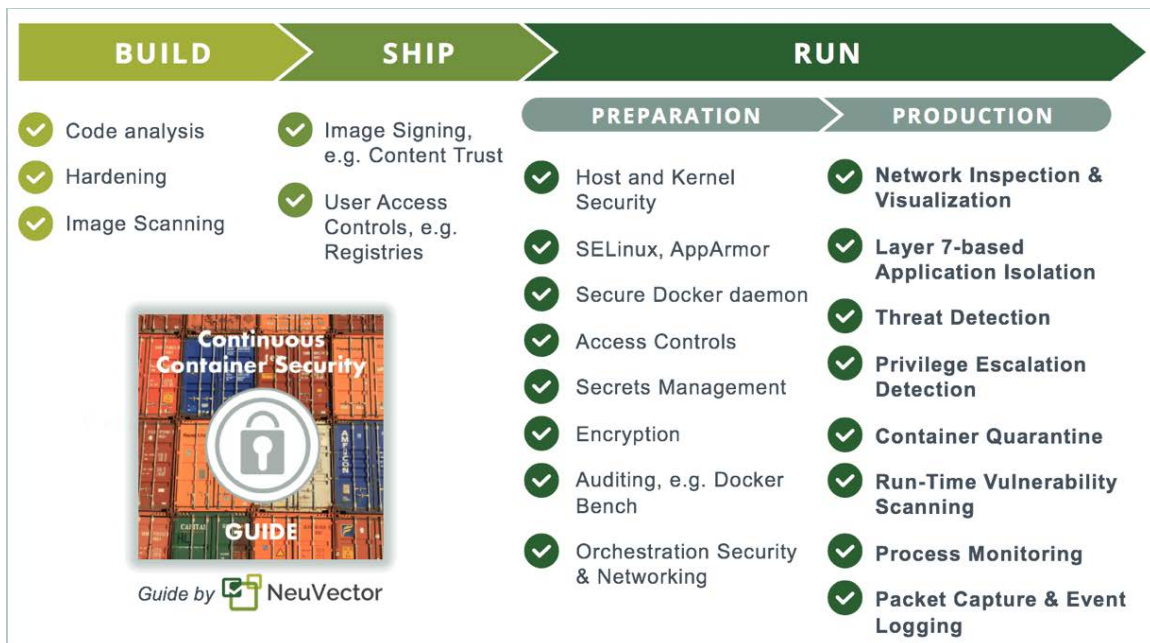 BUILD
SHIP
RUN
Code analysis
Hardening
Image Scanning
Image Signing,
e.g. Content Trust
User Access
Controls, e.g.
Registries
PREPARATION
Host and Kernel
Security
SELinux, AppArmor
Secure Docker daemon
Access Controls
Secrets Management
Encryption
Auditing, e.g. Docker
Bench
Orchestration Security
& Networking
PRODUCTION
Network Inspection &
Visualization
Layer 7-based
Application Isolation
Threat Detection
Privilege Escalation
Detection
Container Quarantine
Run-Time Vulnerability
Scanning
Process Monitoring
Packet Capture & Event
Logging
Continuous
Container Security
GUIDE
Guide by NeuVector